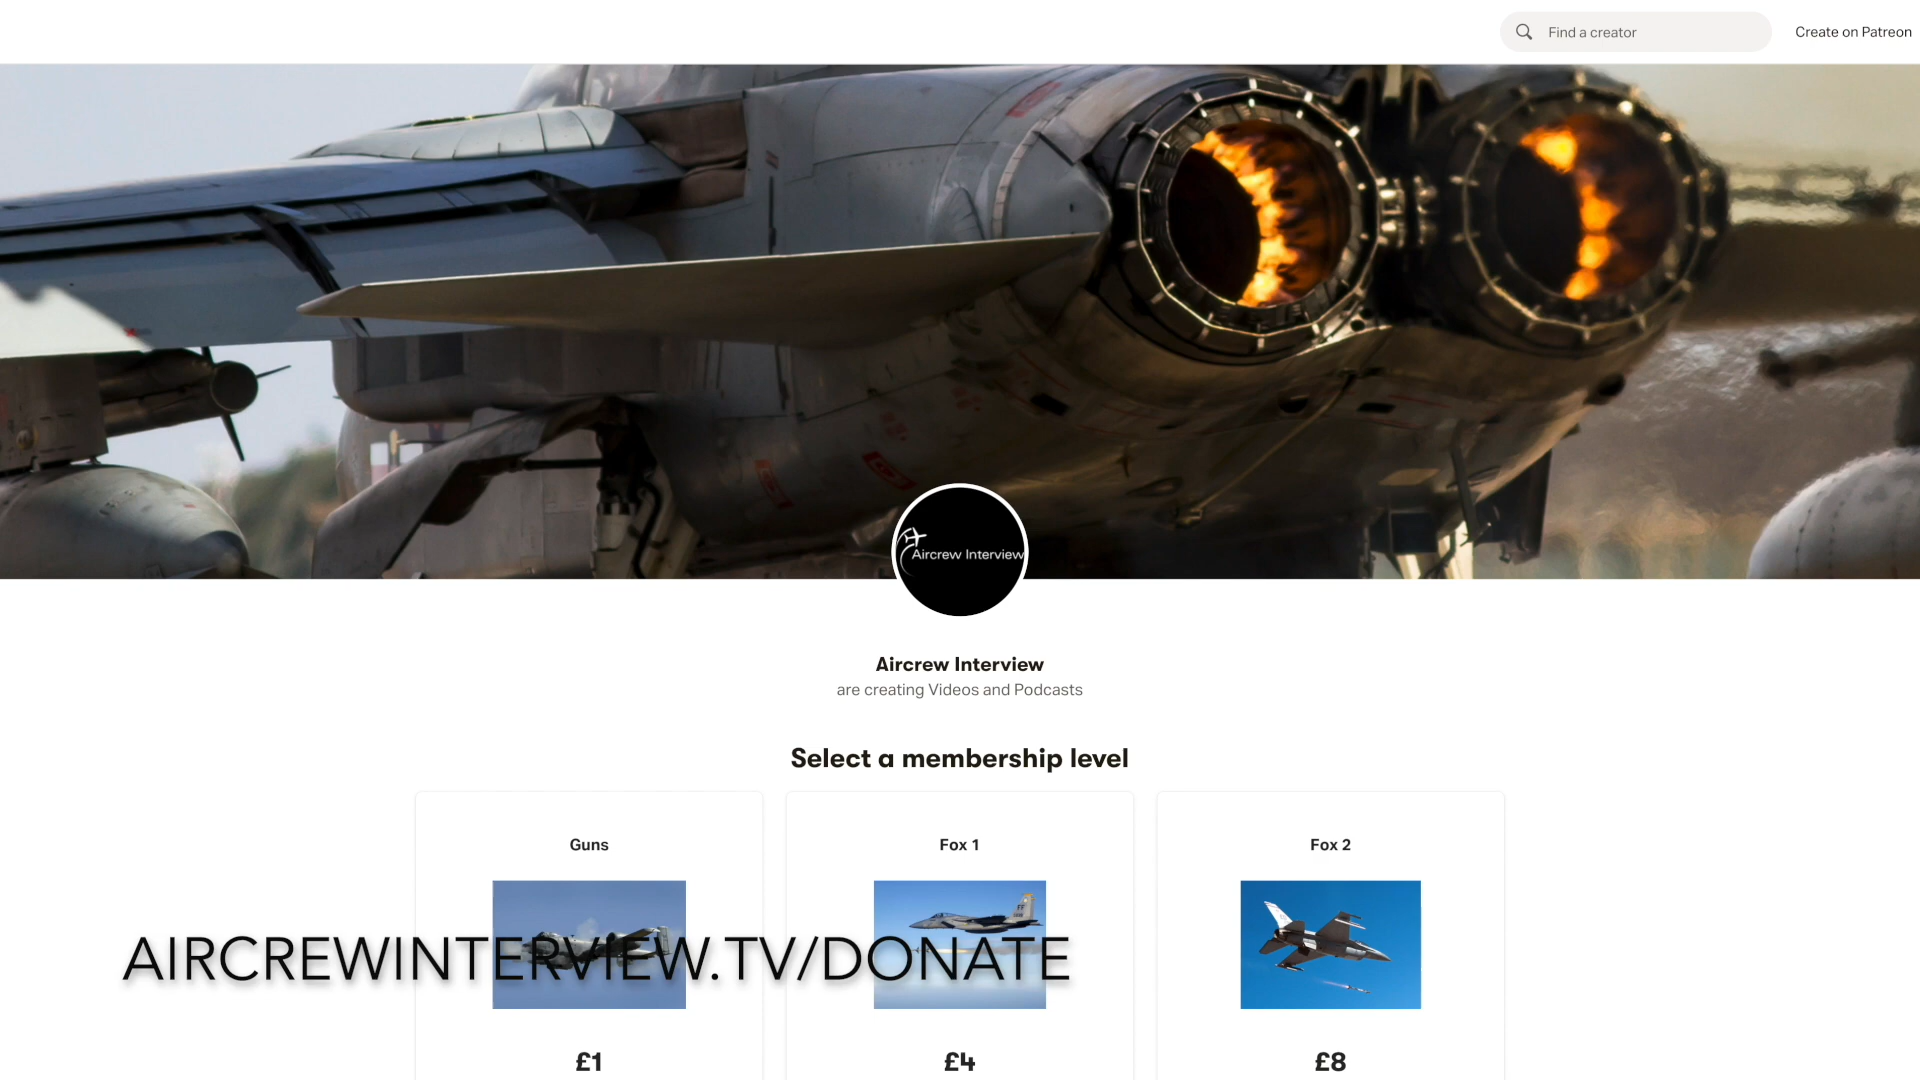 Find a creator
Create on Patreon
Aircrew Interview
Aircrew Interview
are creating Videos and Podcasts
Select a membership level
Guns
Fox 1
Fox 2
FF
AIRCREWINTERVIEW.TV/DONATE
£1
£4
£8